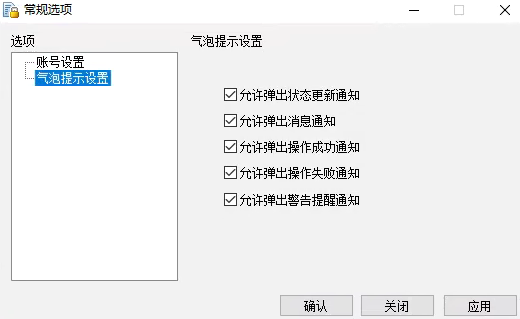 常规选项
选项
账号设置
气泡提示设置
气泡提示设置
允许弹出状态更新通知
允许弹出消息通知
允许弹出操作成功通知
允许弹出操作失败通知
允许弹出警告提醒通知
确认
关闭
应用